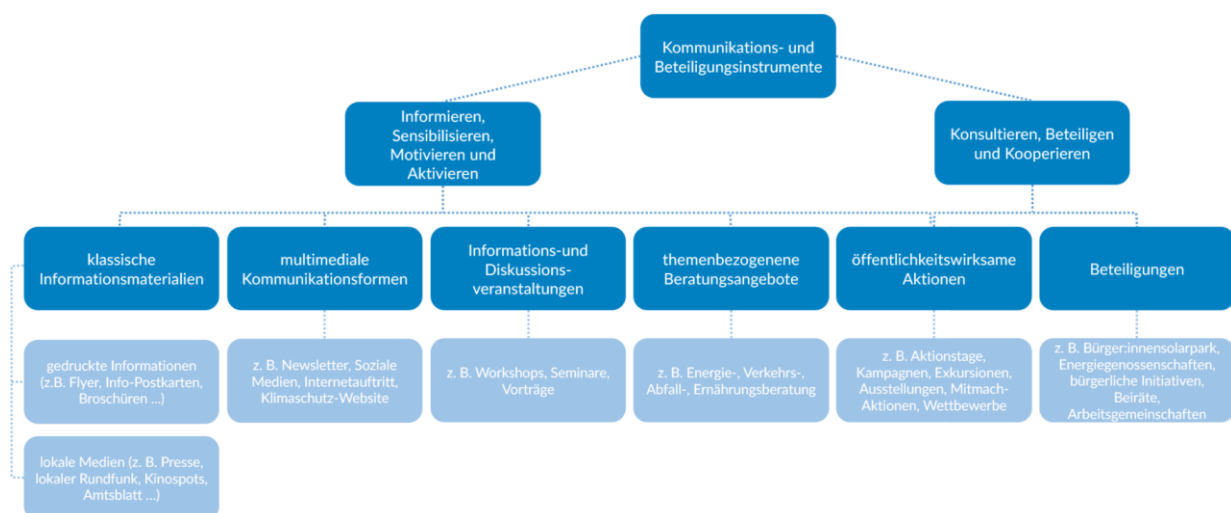 Kommunikations- und
Beteiligungsinstrumente
Informieren,
Sensibilisieren,
Motivieren und
Aktivieren
Konsultieren, Beteiligen
und Kooperieren
klassische
Informationsmaterialien
multimediale
Kommunikationsformen
Informations-und
Diskussions-
veranstaltungen
themenbezogenene
Beratungsangebote
öffentlichkeitswirksame
Aktionen
Beteiligungen
gedruckte Informationen
(z.B. Flyer, Info-Postkarten,
Broschüren ...)
z. B. Newsletter, Soziale
Medien, Internetauftritt,
Klimaschutz-Website
z. B. Workshops, Seminare,
Vorträge
z. B. Energie-, Verkehrs-,
Abfall-, Ernährungsberatung
z. B. Aktionstage,
Kampagnen, Exkursionen,
Ausstellungen, Mitmach-
Aktionen, Wettbewerbe
z. B. Bürger:innensolarpark,
Energiegenossenschaften,
bürgerliche Initiativen,
Beiräte,
Arbeitsgemeinschaften
lokale Medien (z. B. Presse,
lokaler Rundfunk, Kinospots,
Amtsblatt ...)